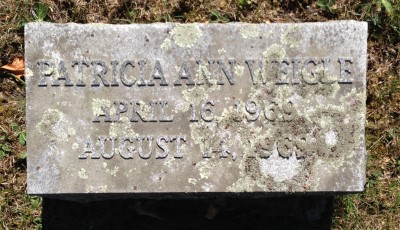 PATRICIA ANN WEIGLE
APRIL 16, 1969
AUGUST 14, 1969